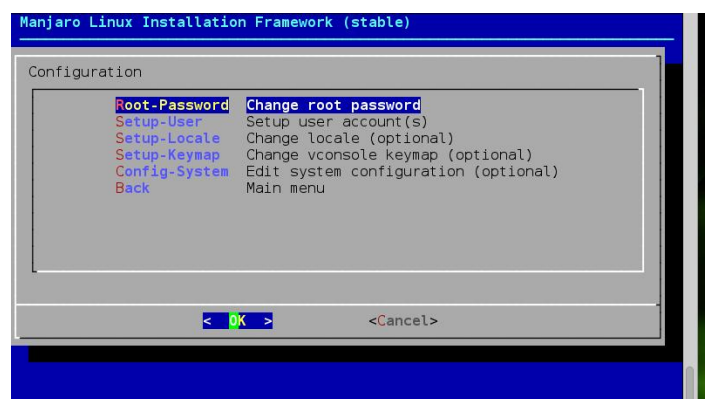 Manjaro Linux Installation Framework (stable)
Configuration
Root-Password Change root password
Setup-User Setup user account(s)
Setup-Locale Change locale (optional)
Setup-Keymap Change vconsole keymap (optional)
Config-System Edit system configuration (optional)
Back Main menu
< OK > <Cancel>